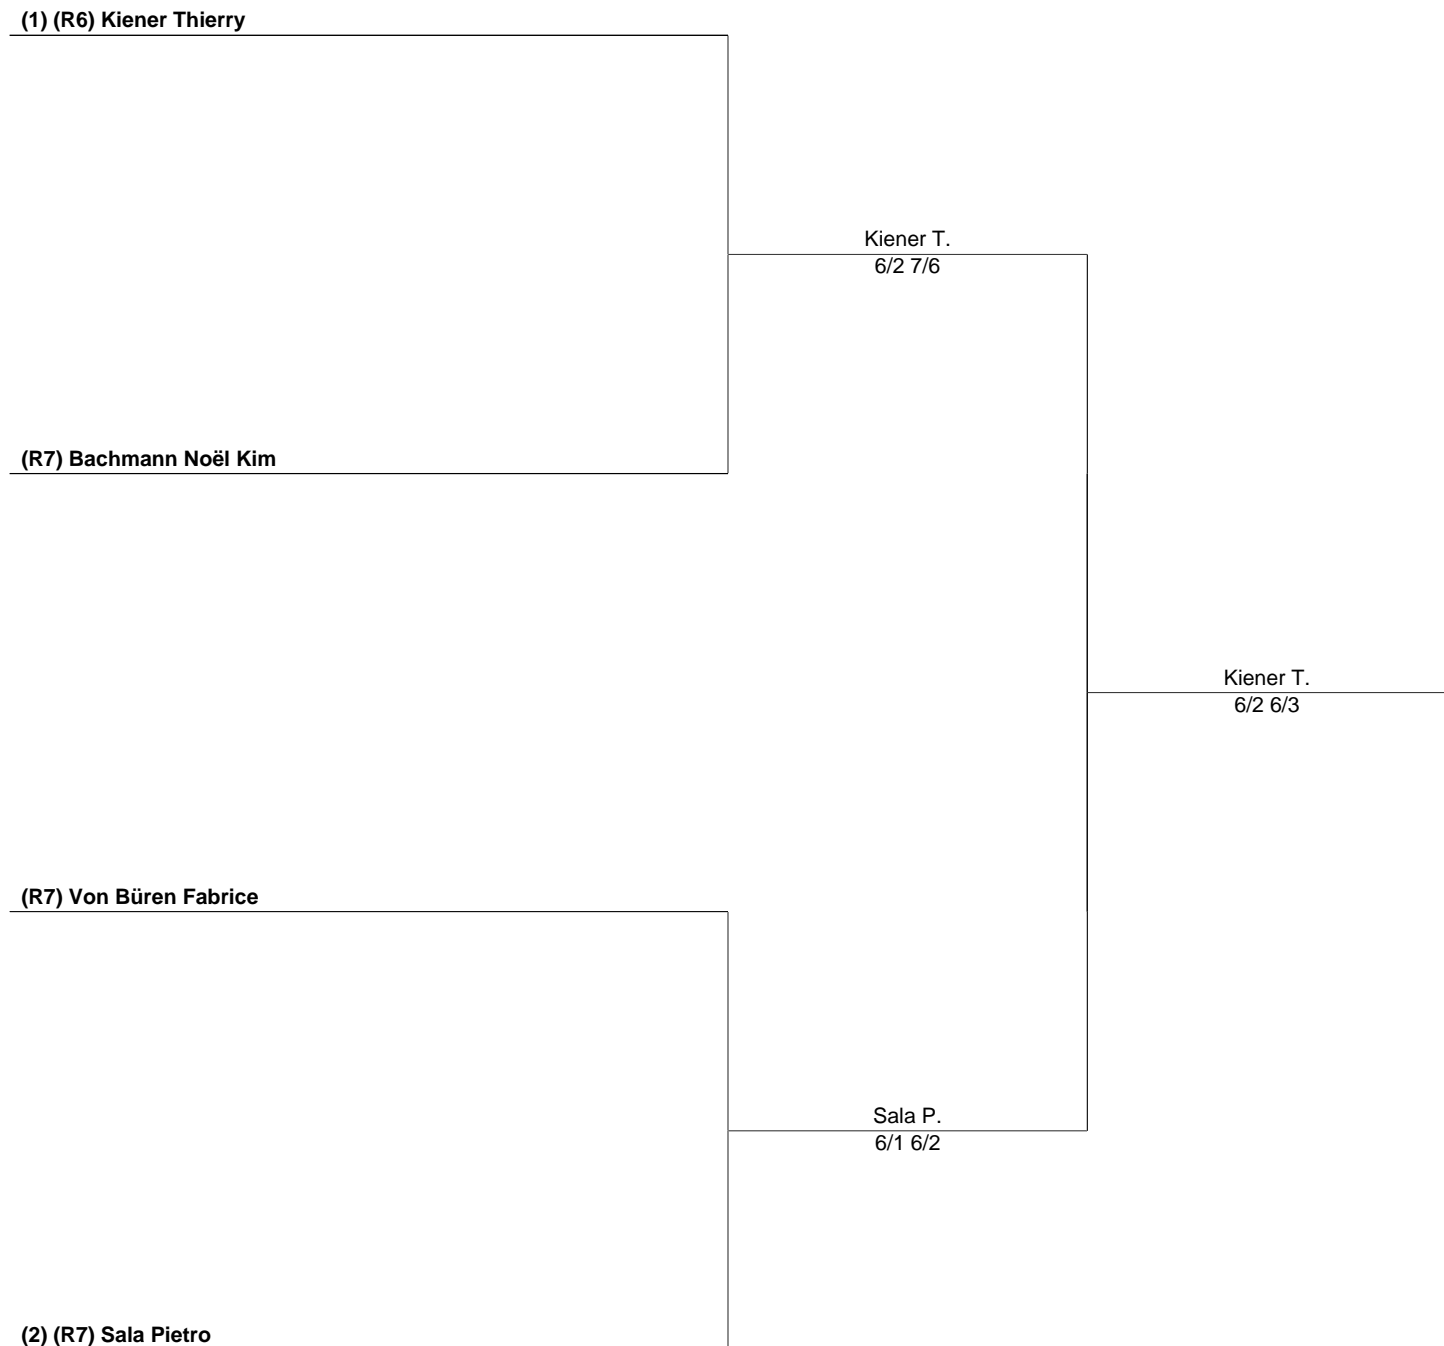 (1) (R6) Kiener Thierry
Kiener T.
6/2 7/6
(R7) Bachmann Noël Kim
Kiener T.
6/2 6/3
(R7) Von Büren Fabrice
Sala P.
6/1 6/2
(2) (R7) Sala Pietro